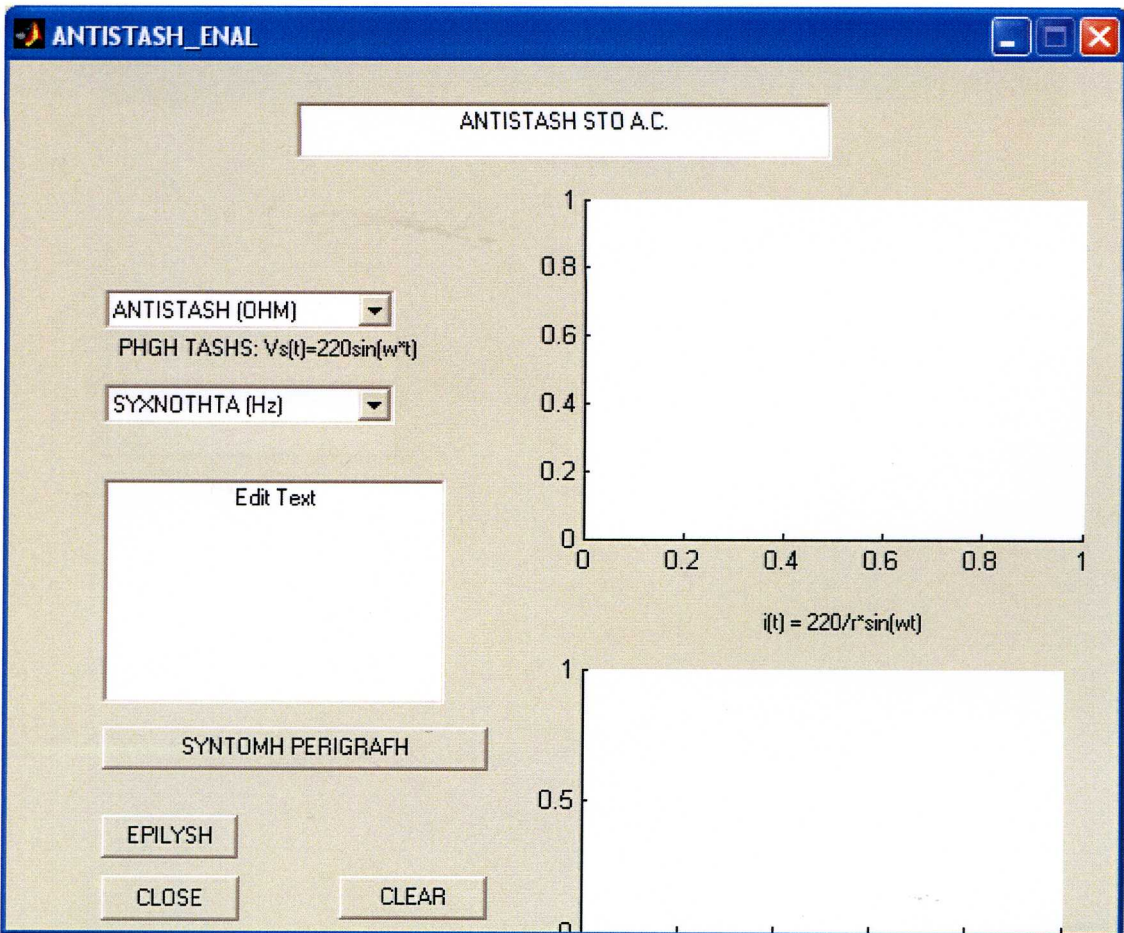 ANTISTASH_ENAL
ANTISTASH STO A.C.
ANTISTASH (OHM)
PHGH TASHS: Vs(t)=220sin(w*t)
SYXNOTHTA (Hz)
Edit Text
SYNTOMH PERIGRAFH
EPILYSH
CLOSE
CLEAR
1
0.8
0.6
0.4
0.2
0
0 0.2 0.4 0.6 0.8 1
i(t) = 220/r*sin(wt)
1
0.5
0